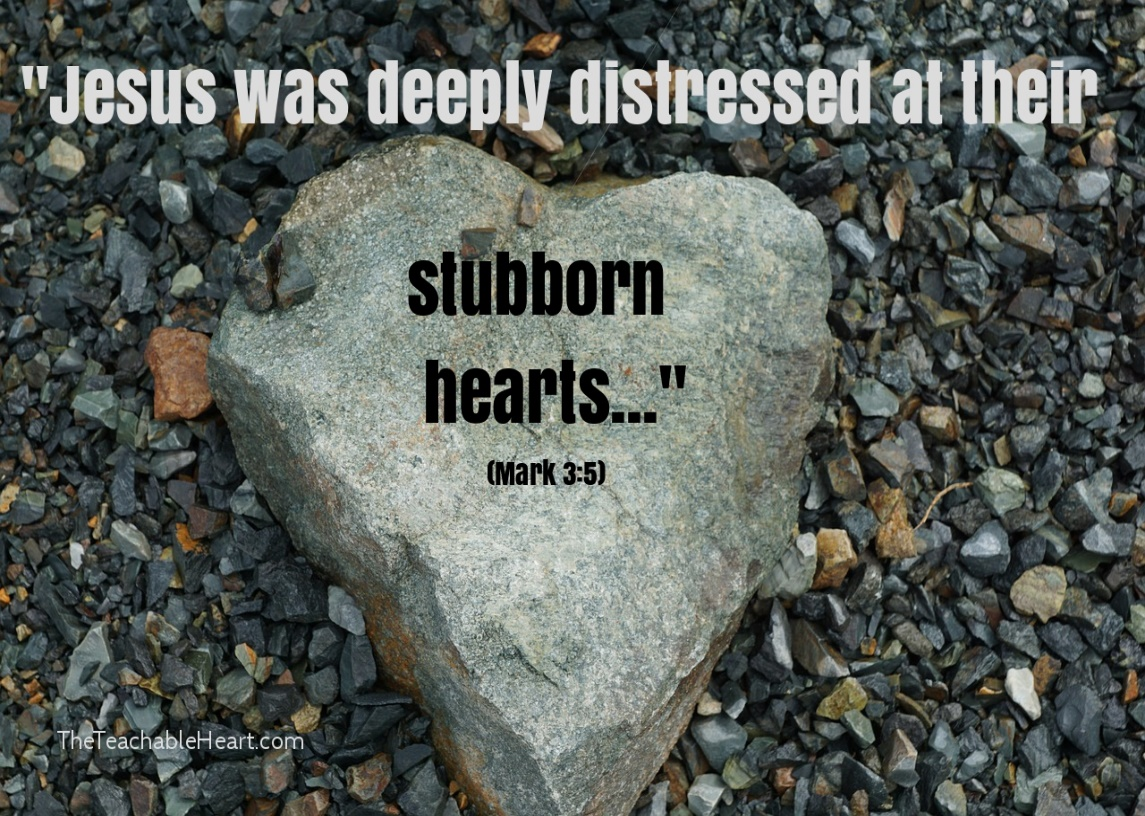 "Jesus was deeply distressed at their
stubborn
hearts..."
(Mark 3:5)
TheTeachableHeart.com